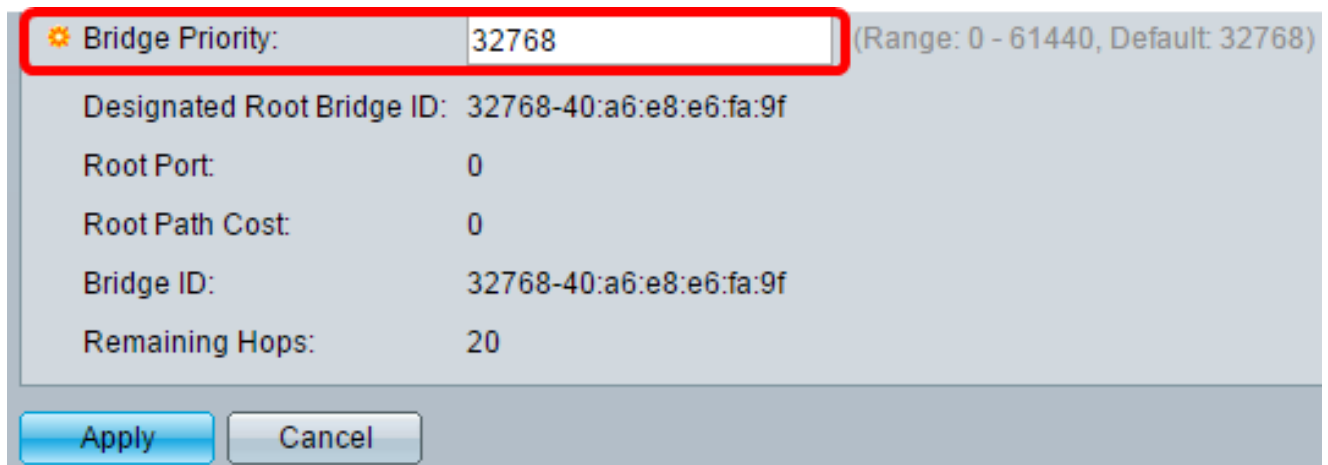 Bridge Priority: 32768 (Range: 0 - 61440, Default: 32768)
Designated Root Bridge ID: 32768-40:a6:e8:e6:fa:9f
Root Port: 0
Root Path Cost: 0
Bridge ID: 32768-40:a6:e8:e6:fa:9f
Remaining Hops: 20
Apply Cancel